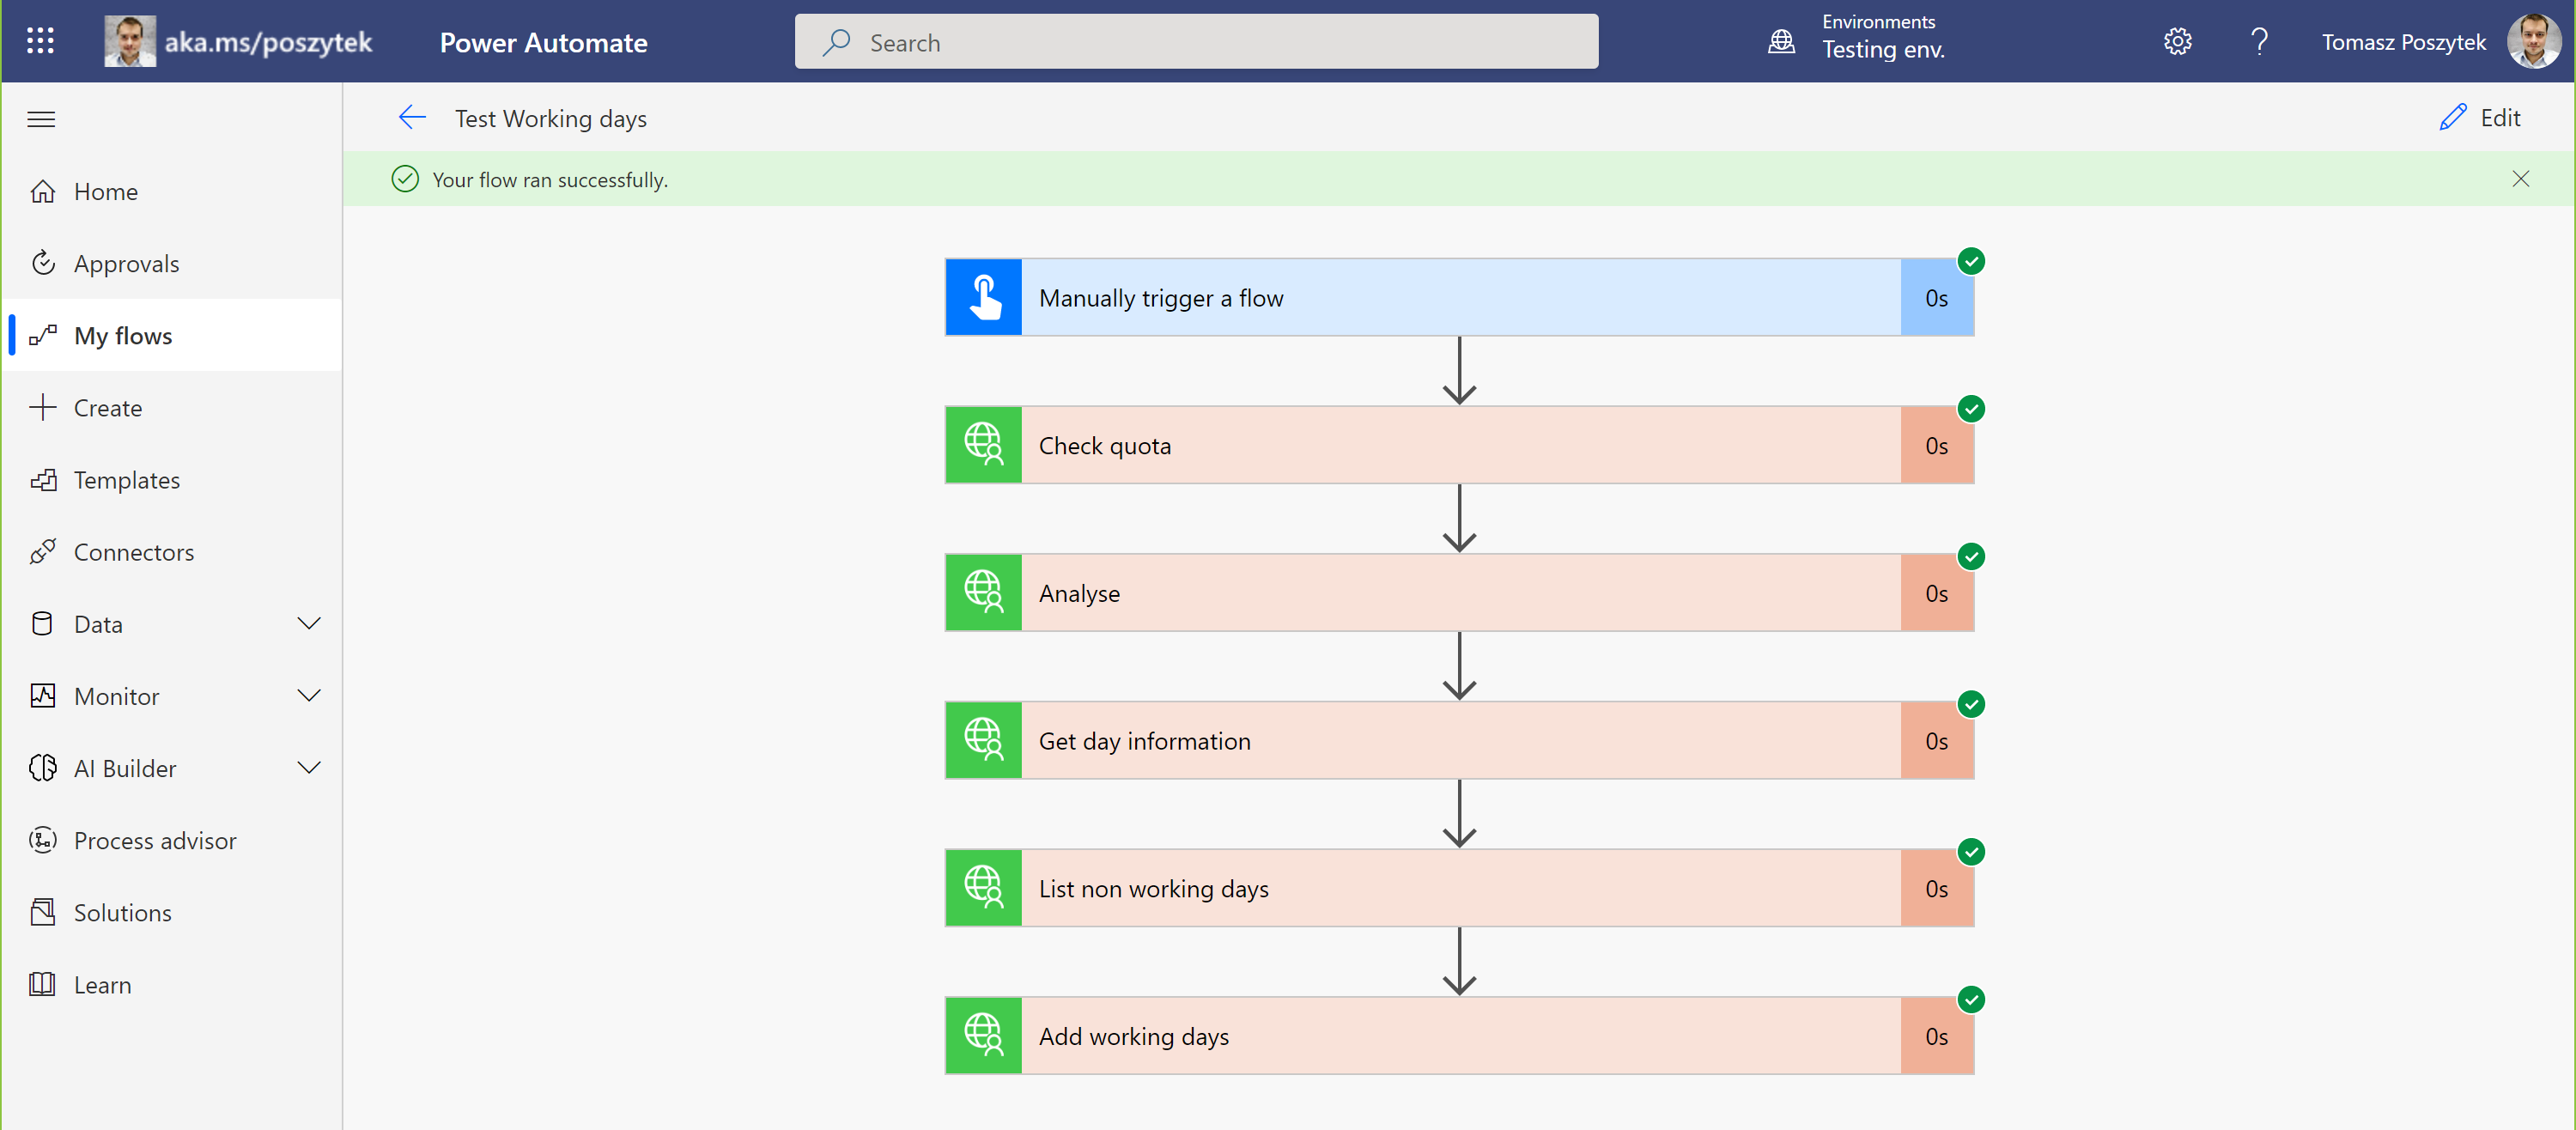 aka.ms/poszytek
Power Automate
Search
Environments
Testing env.
?
Tomasz Poszytek
Test Working days
Edit
Your flow ran successfully.
Home
Approvals
My flows
Create
Templates
Connectors
Data
Monitor
AI Builder
Process advisor
Solutions
Learn
Manually trigger a flow 0s
Check quota 0s
Analyse 0s
Get day information 0s
List non working days 0s
Add working days 0s